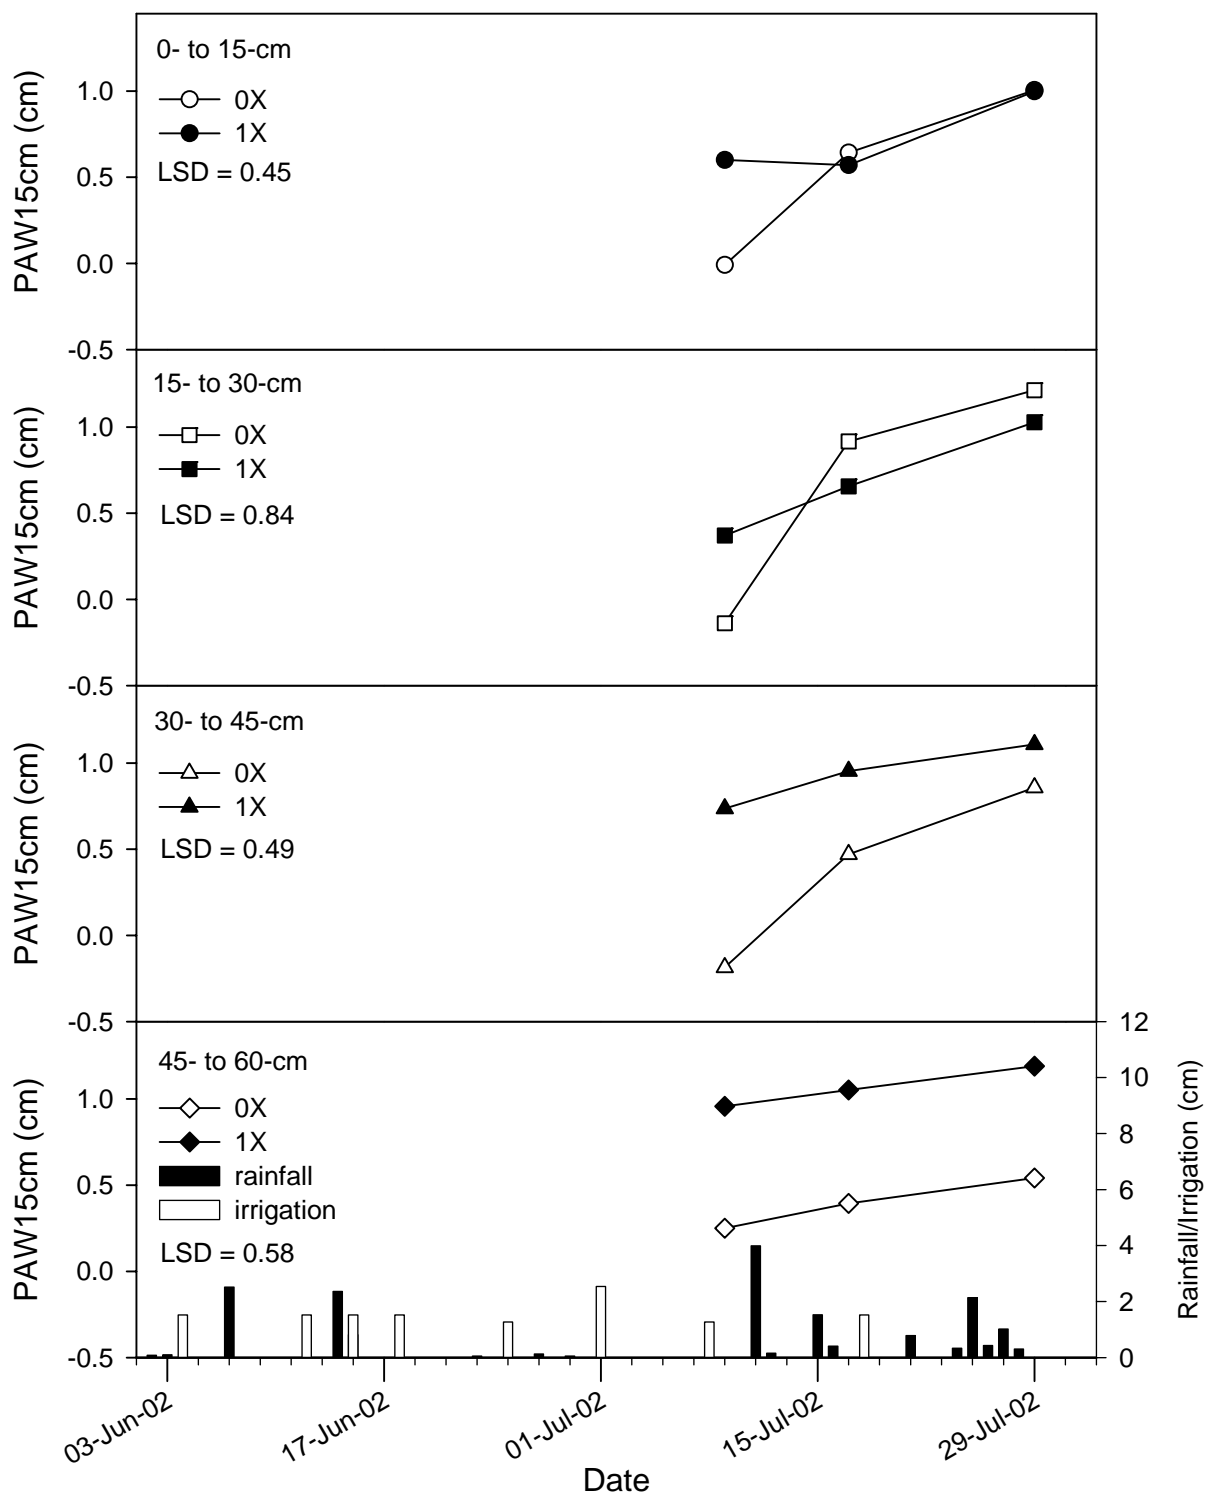 0- to 15-cm
0X
1X
LSD = 0.45
PAW15cm (cm)
1.0
0.5
0.0
-0.5
15- to 30-cm
0X
1X
LSD = 0.84
PAW15cm (cm)
1.0
0.5
0.0
-0.5
30- to 45-cm
0X
1X
LSD = 0.49
PAW15cm (cm)
1.0
0.5
0.0
-0.5
45- to 60-cm
0X
1X
rainfall
irrigation
LSD = 0.58
PAW15cm (cm)
1.0
0.5
0.0
-0.5
12
10
8
6
4
2
0
Rainfall/Irrigation (cm)
03-Jun-02
17-Jun-02
01-Jul-02
15-Jul-02
29-Jul-02
Date